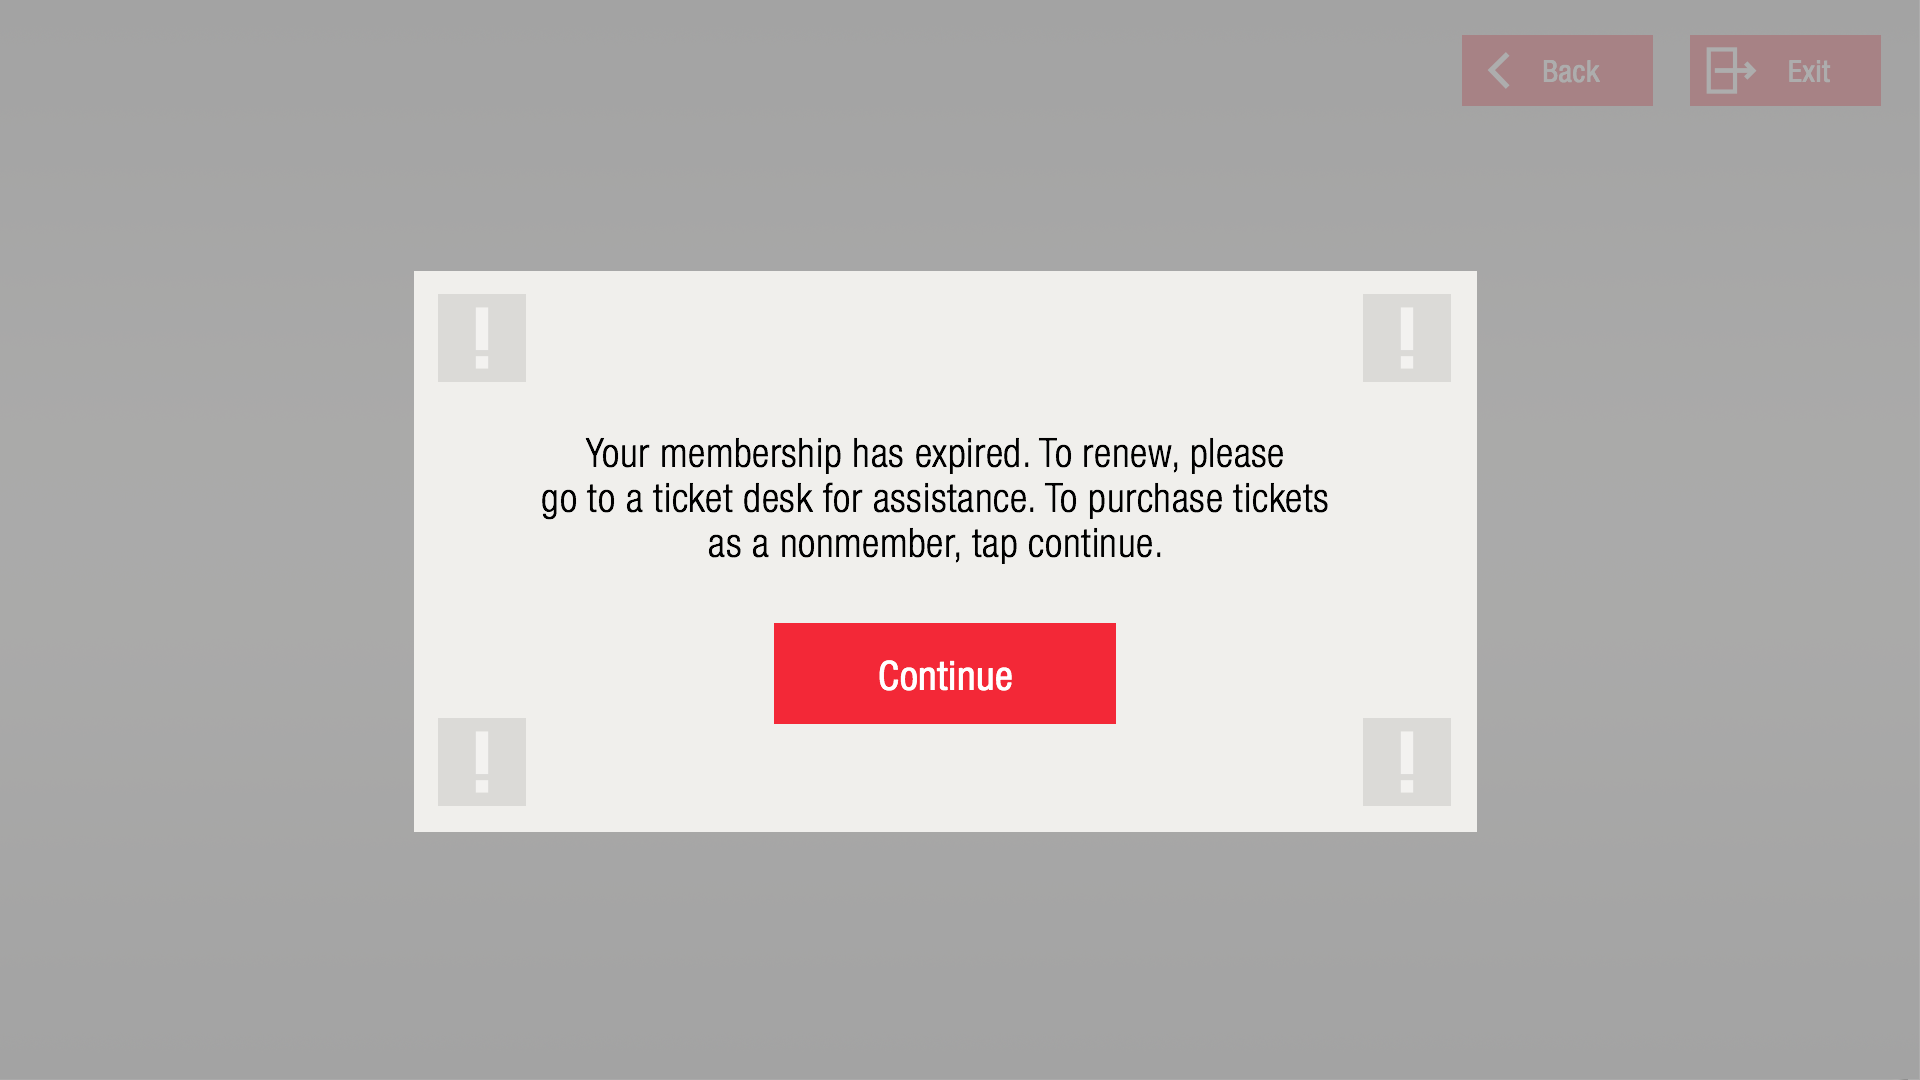 Back
Exit
!
!
Your membership has expired. To renew, please
go to a ticket desk for assistance. To purchase tickets
as a nonmember, tap continue.
Continue
!
!